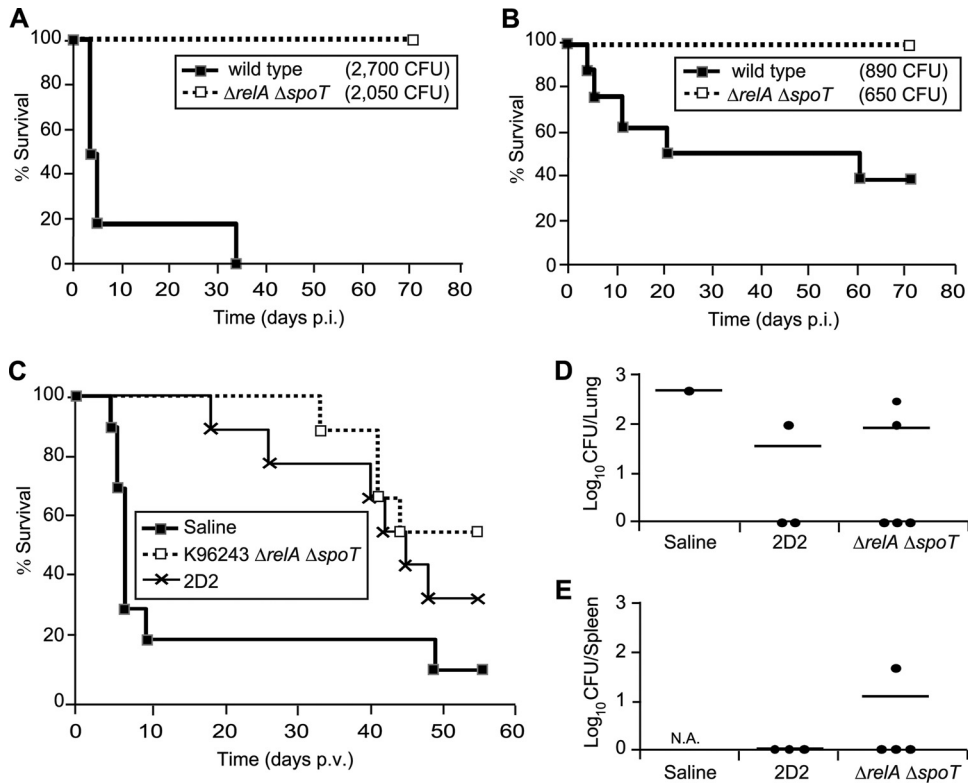 A
100
80
60
40
20
0
% Survival
wild type (2,700 CFU)
ΔrelA ΔspoT (2,050 CFU)
0 10 20 30 40 50 60 70 80
Time (days p.i.)
B
100
80
60
40
20
0
% Survival
wild type (890 CFU)
ΔrelA ΔspoT (650 CFU)
0 10 20 30 40 50 60 70 80
Time (days p.i.)
C
100
80
60
40
20
0
% Survival
Saline
K96243 ΔrelA ΔspoT
2D2
0 10 20 30 40 50 60
Time (days p.v.)
D
3
2
1
0
Log10 CFU/Lung
Saline 2D2 ΔrelA ΔspoT
E
3
2
1
0
Log10 CFU/Spleen
N.A.
Saline 2D2 ΔrelA ΔspoT